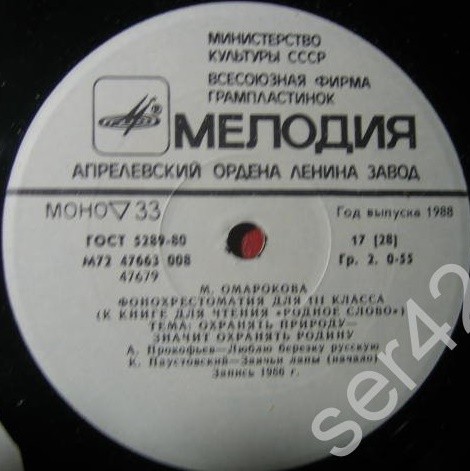 МИНИСТЕРСТВО
КУЛЬТУРЫ СССР
ВСЕСОЮЗНАЯ ФИРМА
ГРАМПЛАСТИНОК
МЕЛОДИЯ
АПРЕЛЕВСКИЙ ОРДЕНА ЛЕНИНА ЗАВОД
МОНО ▽ 33
Год выпуска 1988
ГОСТ 5289-80
17 (28)
М72 47663 008
Гр. 2. 0-55
47679
М. ОМАРОКОВА
ФОНОХРЕСТОМАТИЯ ДЛЯ III КЛАССА
(К КНИГЕ ДЛЯ ЧТЕНИЯ «РОДНОЕ СЛОВО»)
ТЕМА: ОХРАНЯТЬ ПРИРОДУ—
ЗНАЧИТ ОХРАНЯТЬ РОДИНУ
А. Прокофьев—Люблю березку русскую
К. Паустовский—Заячьи лапы (начало)
Запись 1986 г.
ser42